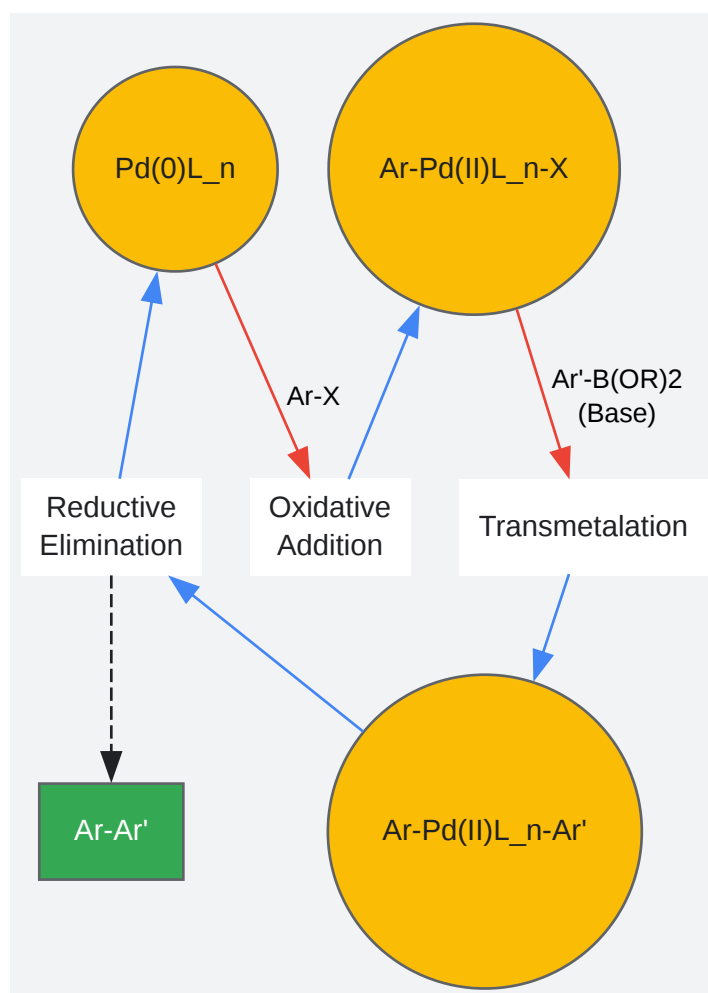 Pd(0)L_n
Ar-Pd(II)L_n-X
Ar-X
Ar'-B(OR)2
(Base)
Reductive
Elimination
Oxidative
Addition
Transmetalation
Ar-Ar'
Ar-Pd(II)L_n-Ar'